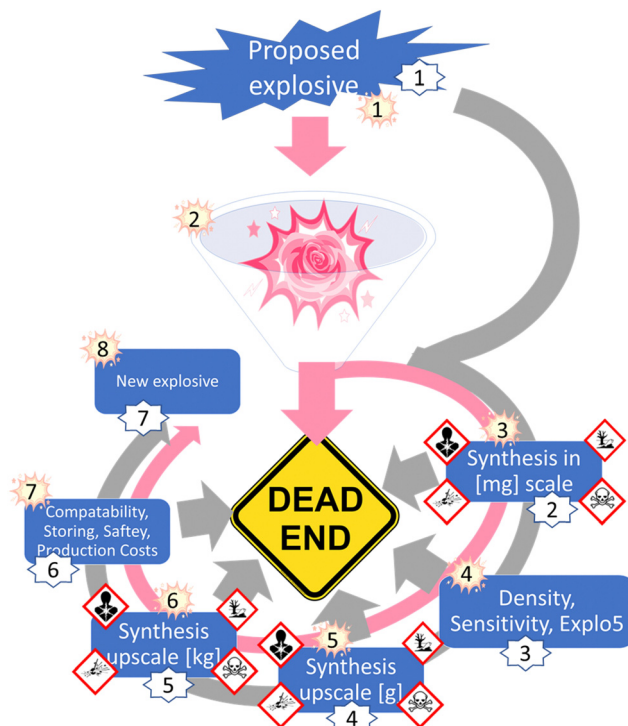 Proposed
explosive
1
1
2
8
New explosive
7
3
Synthesis in
[mg] scale
2
DEAD
END
7
Compatability,
Storing, Saftey,
Production Costs
6
4
Density,
Sensitivity, Explo5
3
6
Synthesis
upscale [kg]
5
5
Synthesis
upscale [g]
4